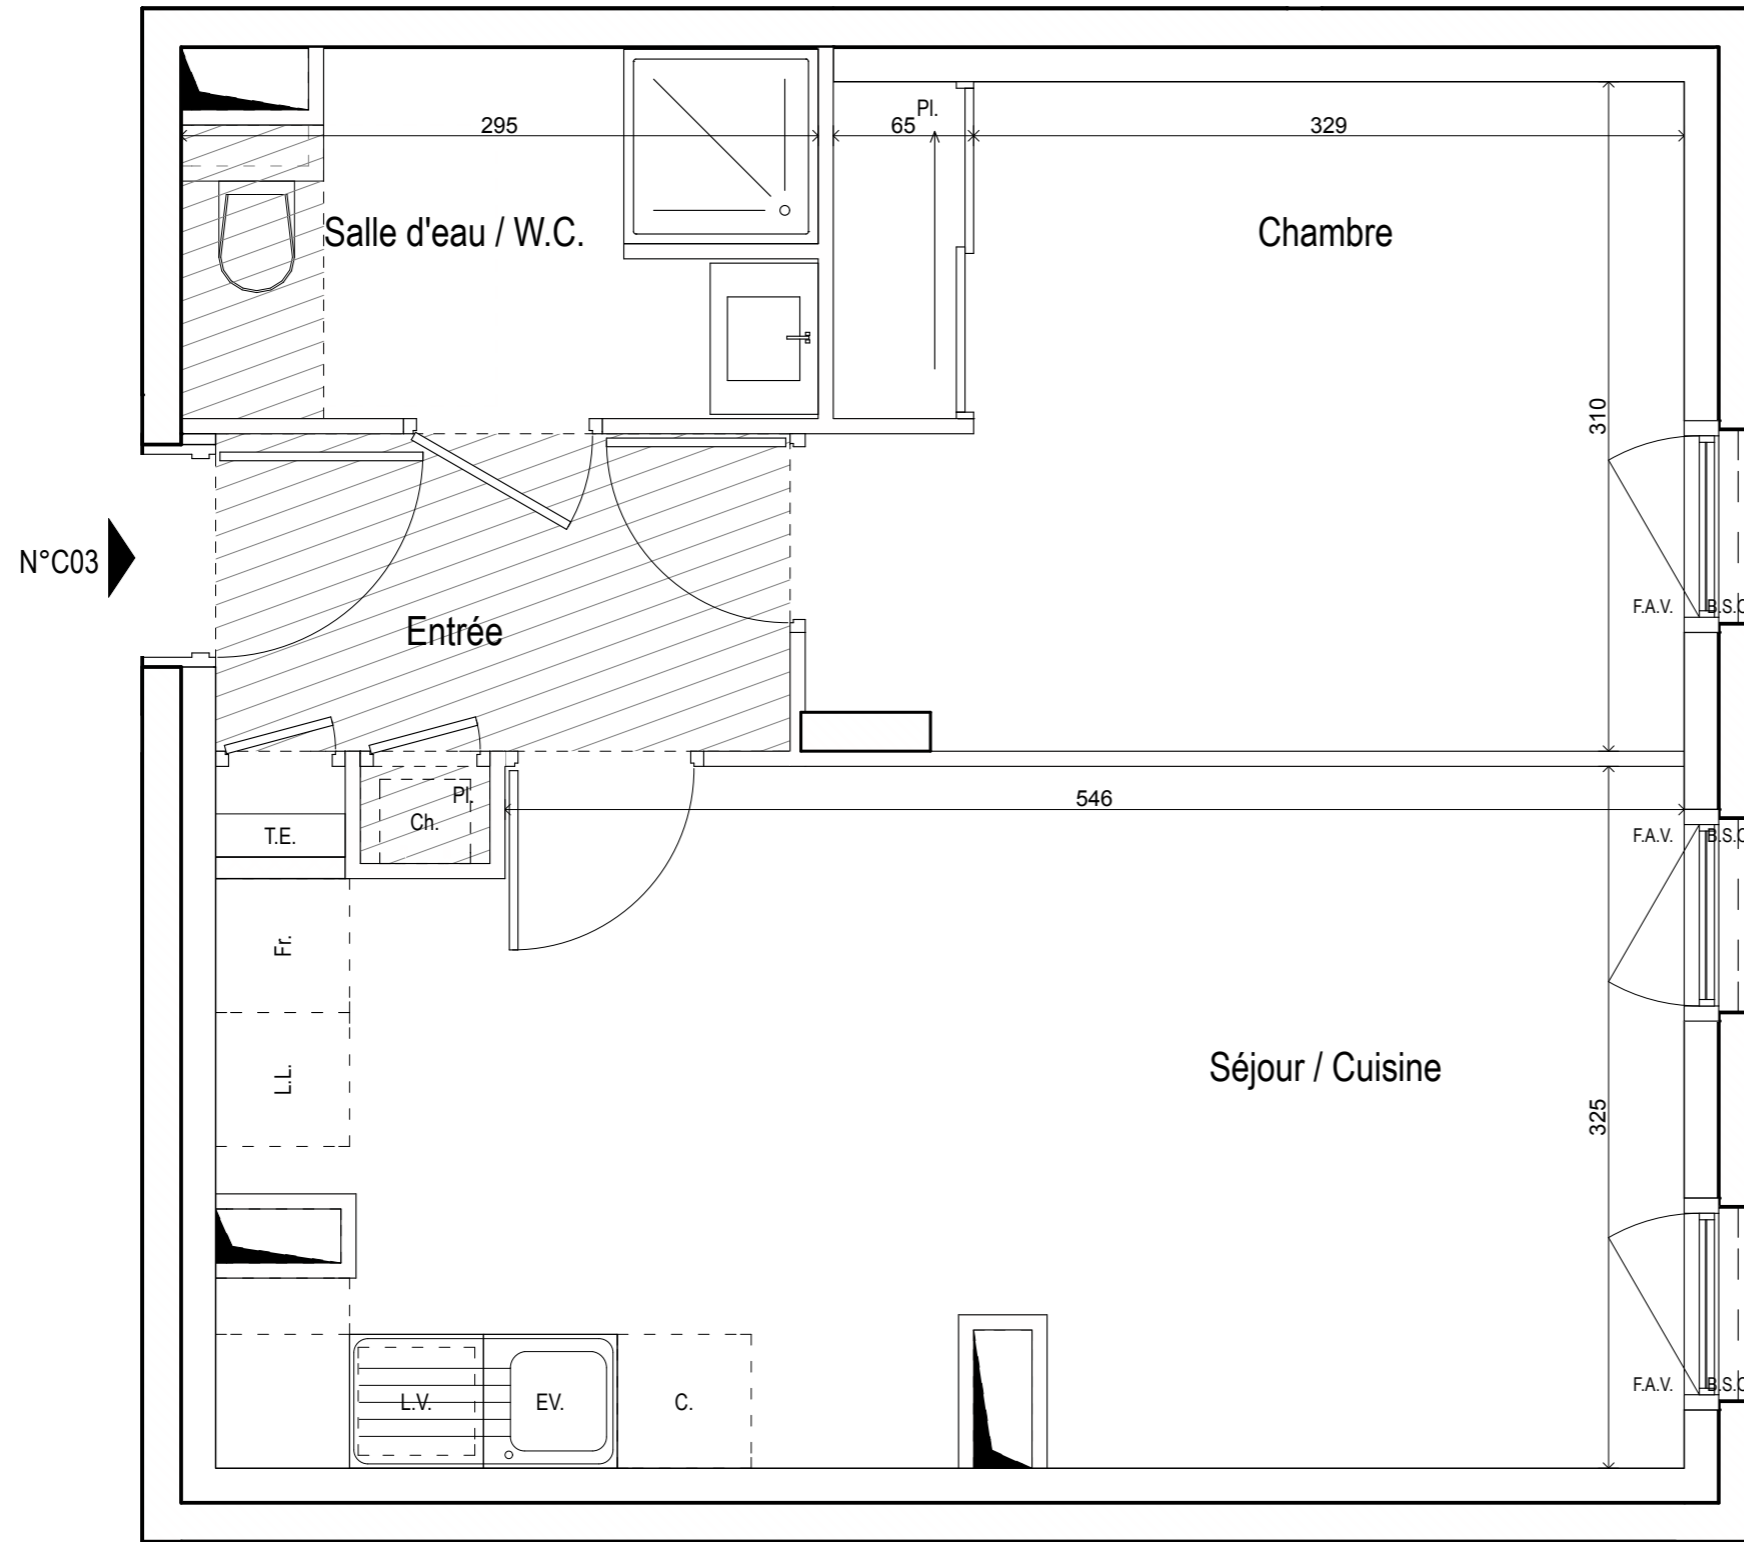 Pl.
295
65
329
Salle d'eau / W.C.
Chambre
310
N°C03
F.A.V.
B.S.O
Entrée
Pl.
546
T.E.
Ch.
F.A.V.
B.S.O
Fr.
Séjour / Cuisine
L.L.
325
F.A.V.
B.S.O
L.V.
EV.
C.